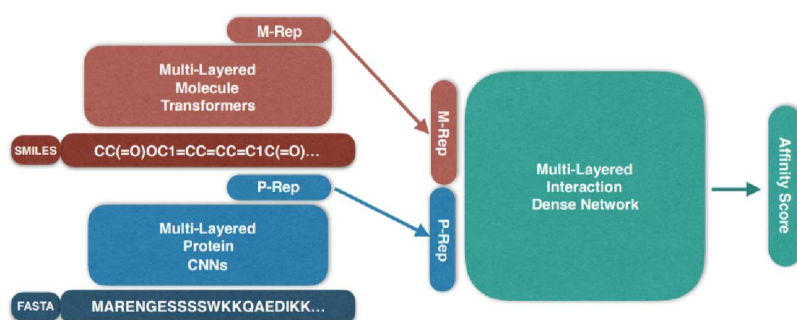 M-Rep
Multi-Layered
Molecule
Transformers
SMILES
CC(=O)OC1=CC=CC=C1C(=O)...
P-Rep
Multi-Layered
Protein
CNNs
FASTA
MARENGESSSSWKKQAEDIKK...
M-Rep
P-Rep
Multi-Layered
Interaction
Dense Network
Affinity Score